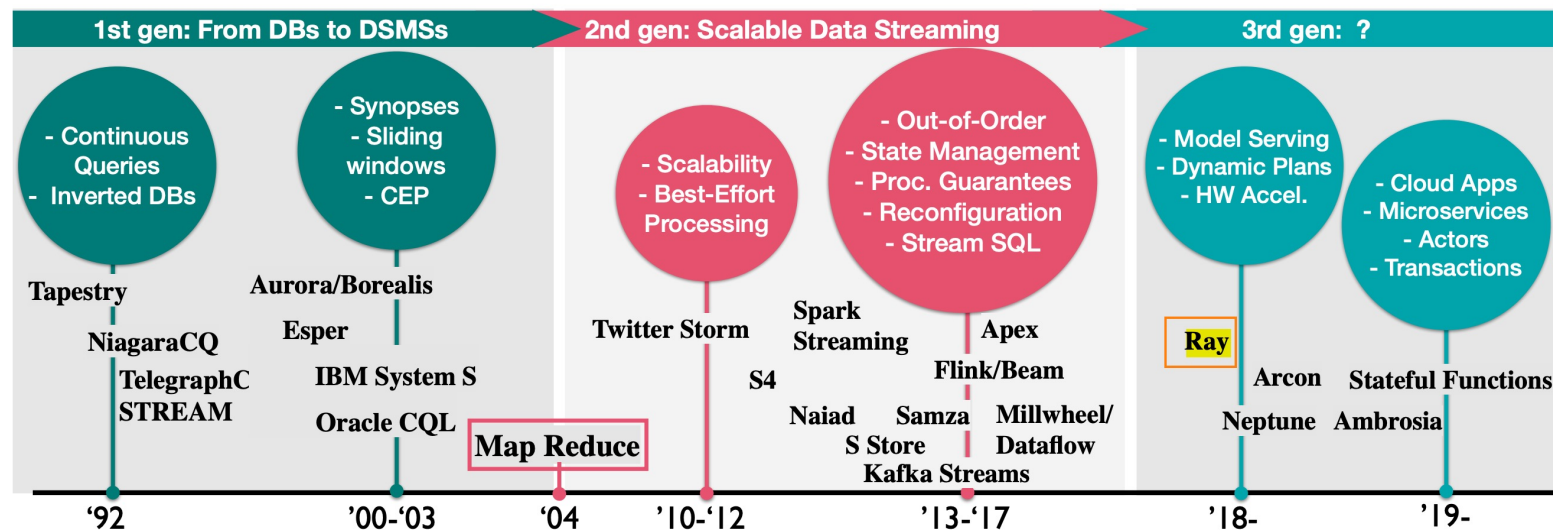 1st gen: From DBs to DSMSs
2nd gen: Scalable Data Streaming
3rd gen: ?
- Continuous
Queries
- Inverted DBs
- Synopses
- Sliding
windows
- CEP
- Scalability
- Best-Effort
Processing
- Out-of-Order
- State Management
- Proc. Guarantees
- Reconfiguration
- Stream SQL
- Model Serving
- Dynamic Plans
- HW Accel.
- Cloud Apps
- Microservices
- Actors
- Transactions
Tapestry
NiagaraCQ
TelegraphC
STREAM
Aurora/Borealis
Esper
IBM System S
Oracle CQL
Map Reduce
Twitter Storm
S4
Spark
Streaming
Apex
Flink/Beam
Naiad
Samza
Millwheel/
Dataflow
S Store
Kafka Streams
Ray
Arcon
Neptune
Stateful Functions
Ambrosia
‘92
’00-‘03
‘04
’10-‘12
’13-‘17
’18-
’19-